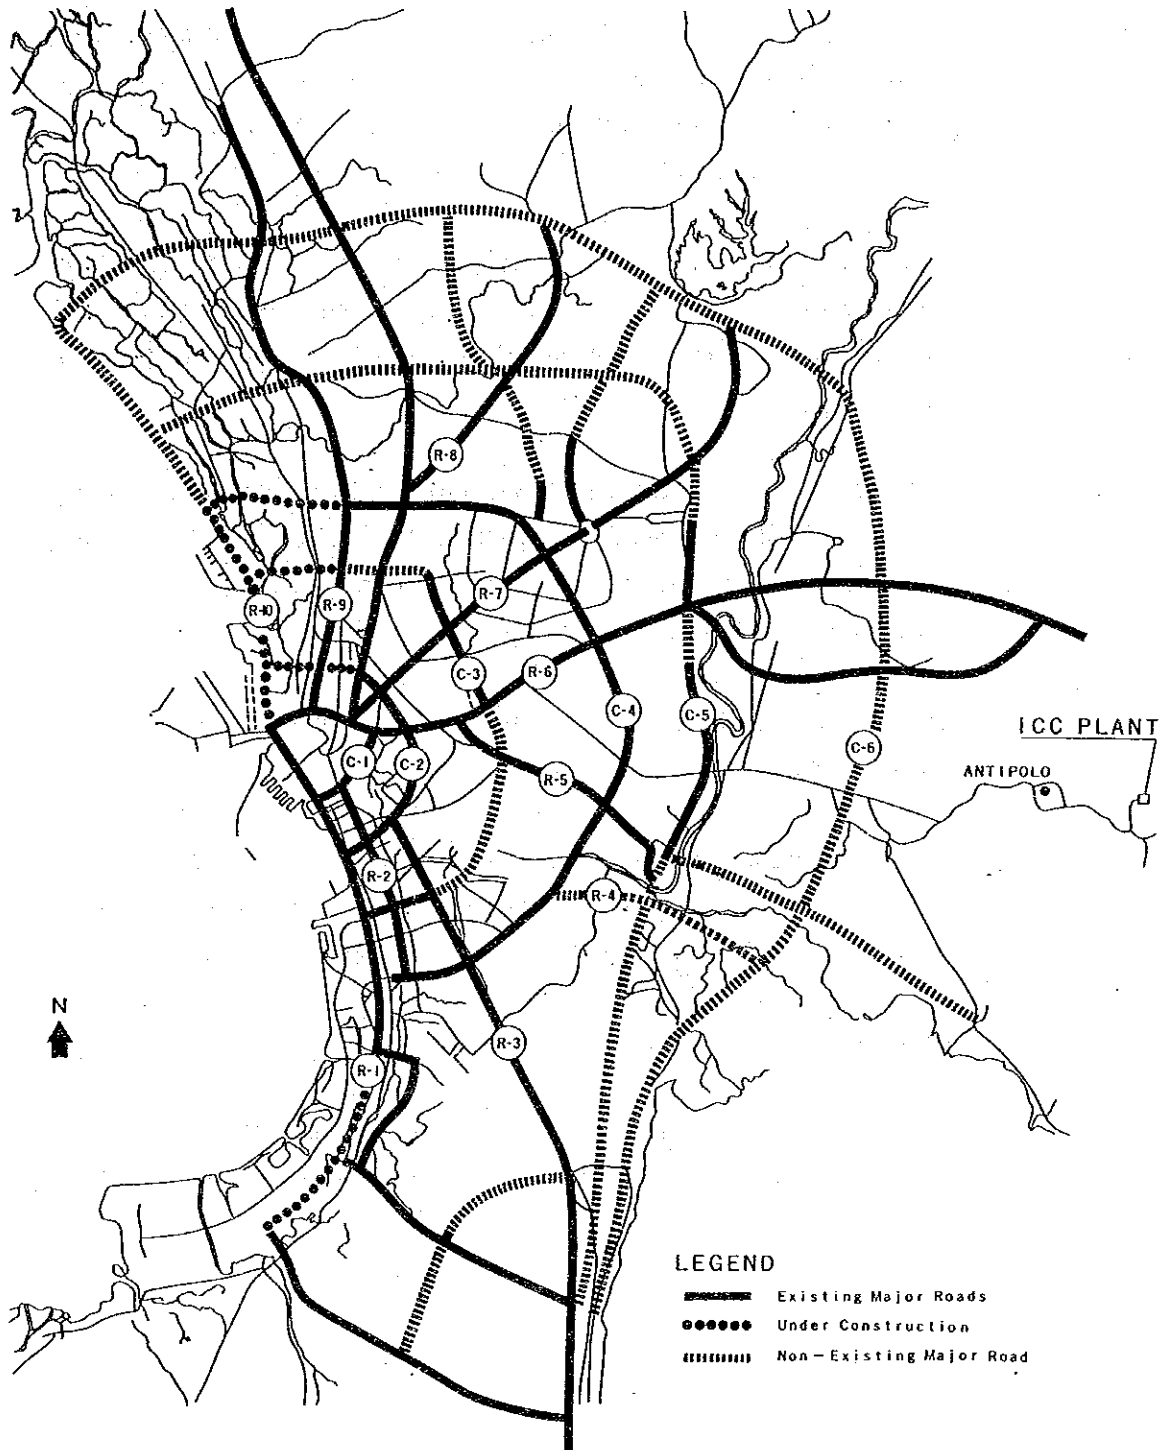 R-8
R-7
R-10
R-9
C-3
R-6
C-4
C-5
ICC PLANT
C-1
C-2
C-6
R-5
ANTIPOLO
R-2
R-4
N
R-3
R-1
LEGEND
Existing Major Roads
Under Construction
Non-Existing Major Road